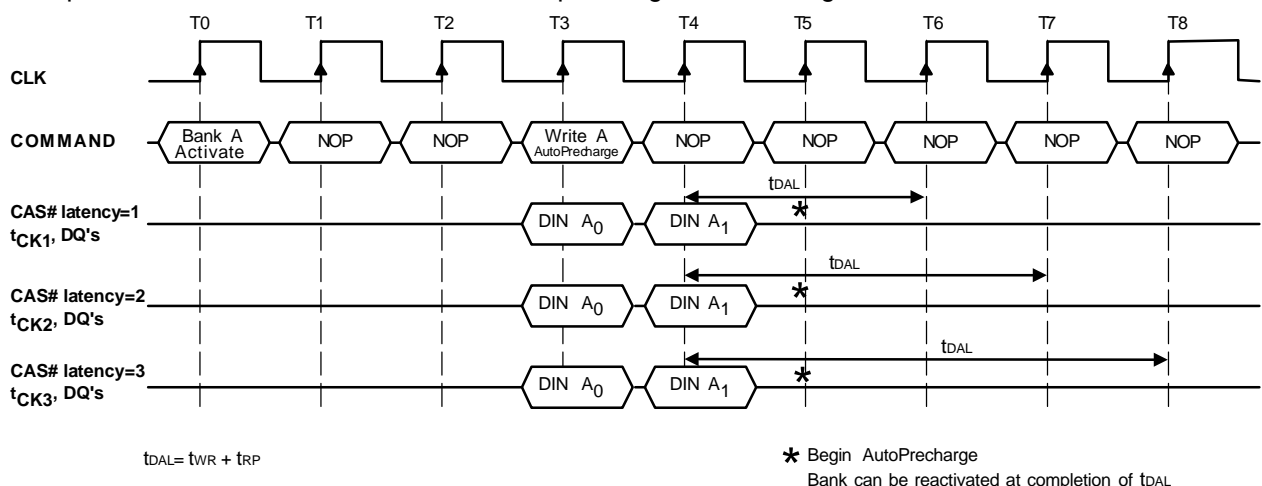 T0 T1 T2 T3 T4 T5 T6 T7 T8
CLK
COMMAND
Bank A
Activate
NOP
NOP
Write A
AutoPrecharge
NOP
NOP
NOP
NOP
NOP
tDAL
CAS# latency=1
tCK1, DQ's
DIN A0
DIN A1
*
tDAL
CAS# latency=2
tCK2, DQ's
DIN A0
DIN A1
*
tDAL
CAS# latency=3
tCK3, DQ's
DIN A0
DIN A1
*
tDAL= tWR + tRP
* Begin AutoPrecharge
Bank can be reactivated at completion of tDAL